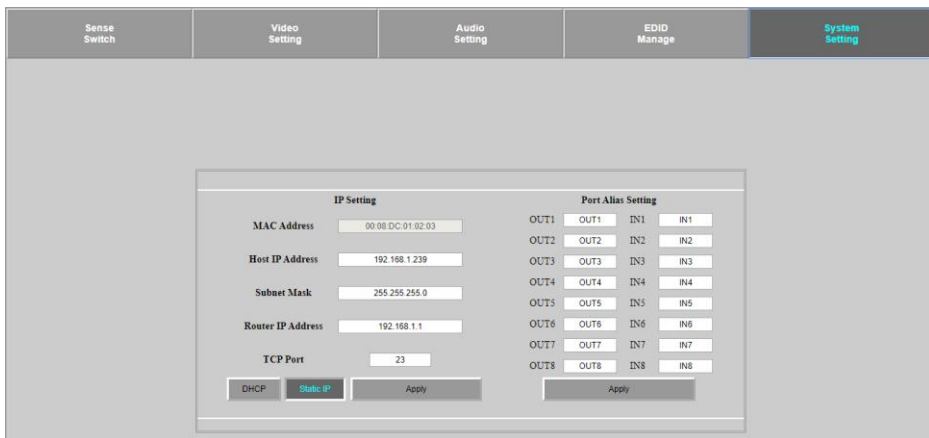 Sense
Switch
Video
Setting
Audio
Setting
EDID
Manage
System
Setting
IP Setting
MAC Address 00:08:DC:01:02:03
Host IP Address 192.168.1.239
Subnet Mask 255.255.255.0
Router IP Address 192.168.1.1
TCP Port 23
DHCP Static IP Apply
Port Alias Setting
OUT1 OUT1 IN1 IN1
OUT2 OUT2 IN2 IN2
OUT3 OUT3 IN3 IN3
OUT4 OUT4 IN4 IN4
OUT5 OUT5 IN5 IN5
OUT6 OUT6 IN6 IN6
OUT7 OUT7 IN7 IN7
OUT8 OUT8 IN8 IN8
Apply